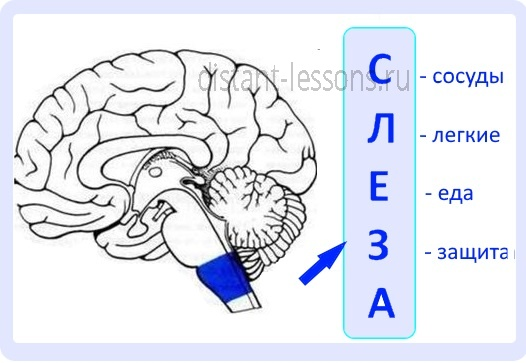 distant-lessons.ru
С - сосуды
Л - легкие
Е - еда
З - защита
А